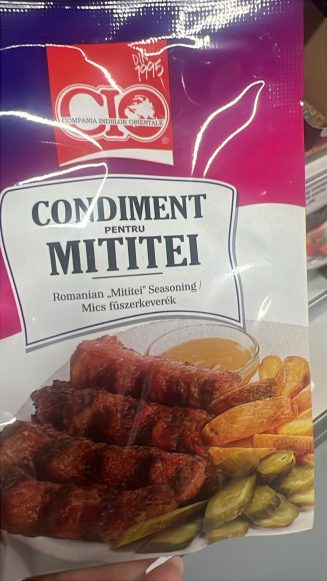 DIN
1995
CIO
COMPANIA INDIILOR ORIENTALE
®
CONDIMENT
PENTRU
MITITEI
Romanian „Mititei” Seasoning /
Mics fűszerkeverék